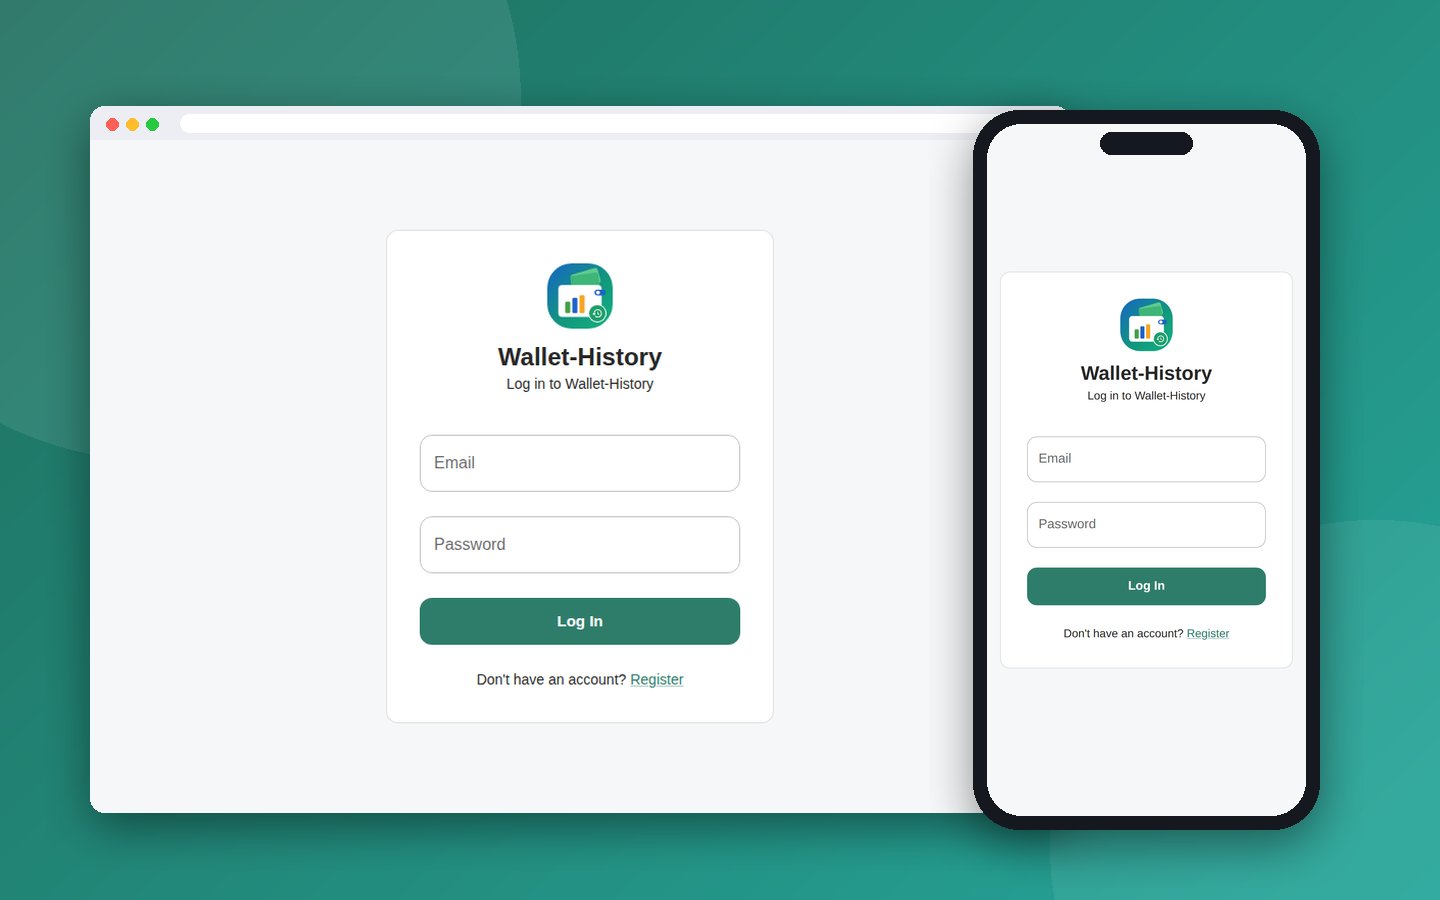 Wallet-History
Log in to Wallet-History
Email
Password
Log In
Don't have an account? Register
Wallet-History
Log in to Wallet-History
Email
Password
Log In
Don't have an account? Register